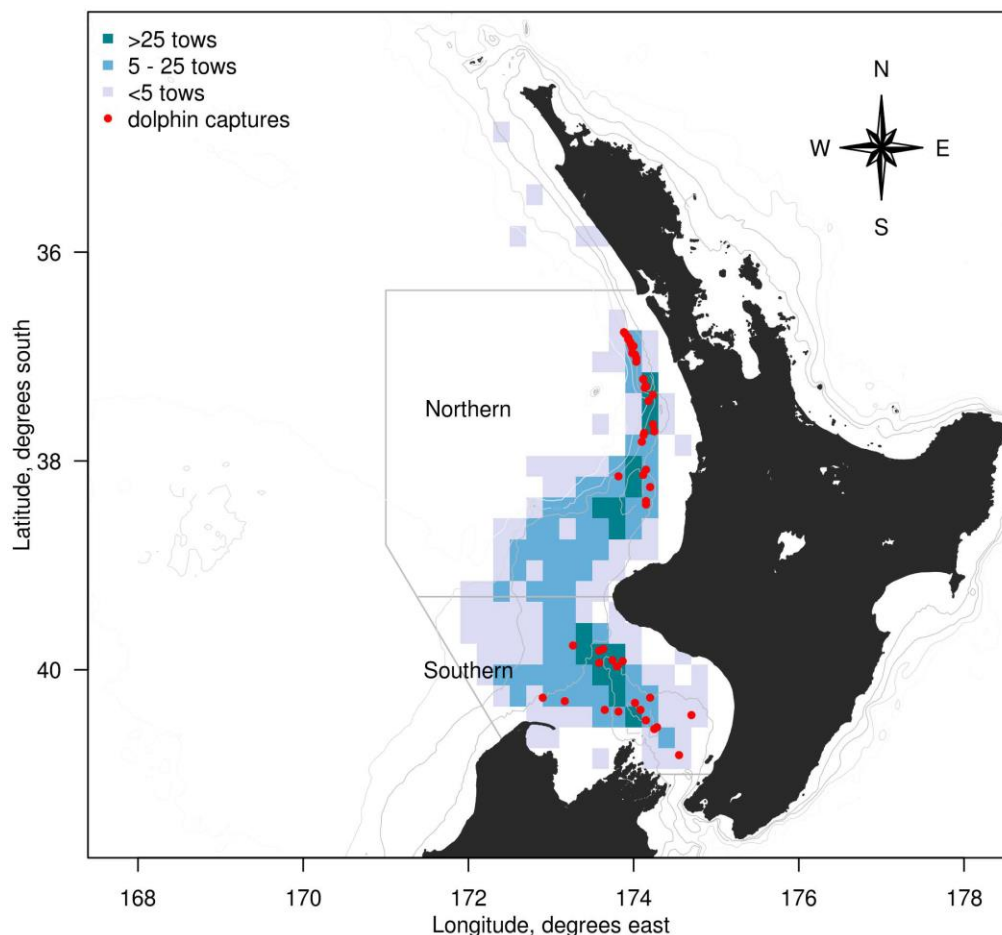 >25 tows
5 - 25 tows
<5 tows
dolphin captures
N
W
E
S
36
38
40
Latitude, degrees south
Northern
Southern
168
170
172
174
176
178
Longitude, degrees east